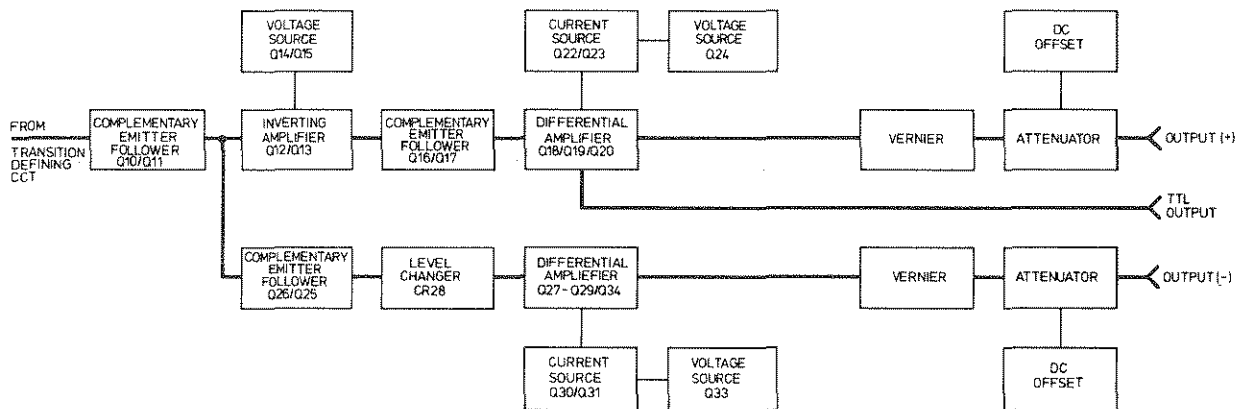 VOLTAGE
SOURCE
Q14/Q15
CURRENT
SOURCE
Q22/Q23
VOLTAGE
SOURCE
Q24
DC
OFFSET
FROM
TRANSITION
DEFINING
CCT
COMPLEMENTARY
EMITTER
FOLLOWER
Q10/Q11
INVERTING
AMPLIFIER
Q12/Q13
COMPLEMENTARY
EMITTER
FOLLOWER
Q16/Q17
DIFFERENTIAL
AMPLIFIER
Q18/Q19/Q20
VERNIER
ATTENUATOR
OUTPUT (+)
TTL
OUTPUT
COMPLEMENTARY
EMITTER
FOLLOWER
Q26/Q25
LEVEL
CHANGER
CR28
DIFFERENTIAL
AMPLIEFIER
Q27-Q29/Q34
VERNIER
ATTENUATOR
OUTPUT (-)
CURRENT
SOURCE
Q30/Q31
VOLTAGE
SOURCE
Q33
DC
OFFSET